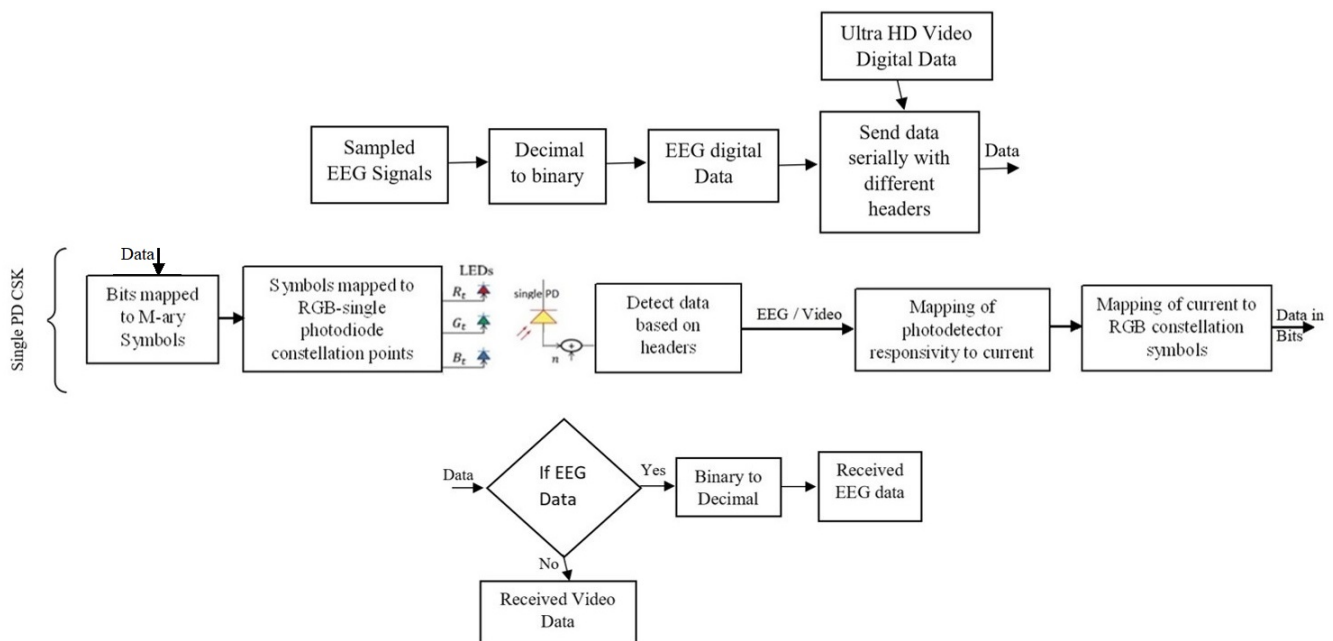 Ultra HD Video
Digital Data
Sampled
EEG Signals
Decimal
to binary
EEG digital
Data
Send data
serially with
different
headers
Data
Single PD CSK
Data
Bits mapped
to M-ary
Symbols
Symbols mapped to
RGB-single
photodiode
constellation points
LEDs
Rt
Gt
Bt
single PD
n
Detect data
based on
headers
EEG / Video
Mapping of
photodetector
responsivity to current
Mapping of current to
RGB constellation
symbols
Data in
Bits
Data
If EEG
Data
Yes
Binary to
Decimal
Received
EEG data
No
Received Video
Data